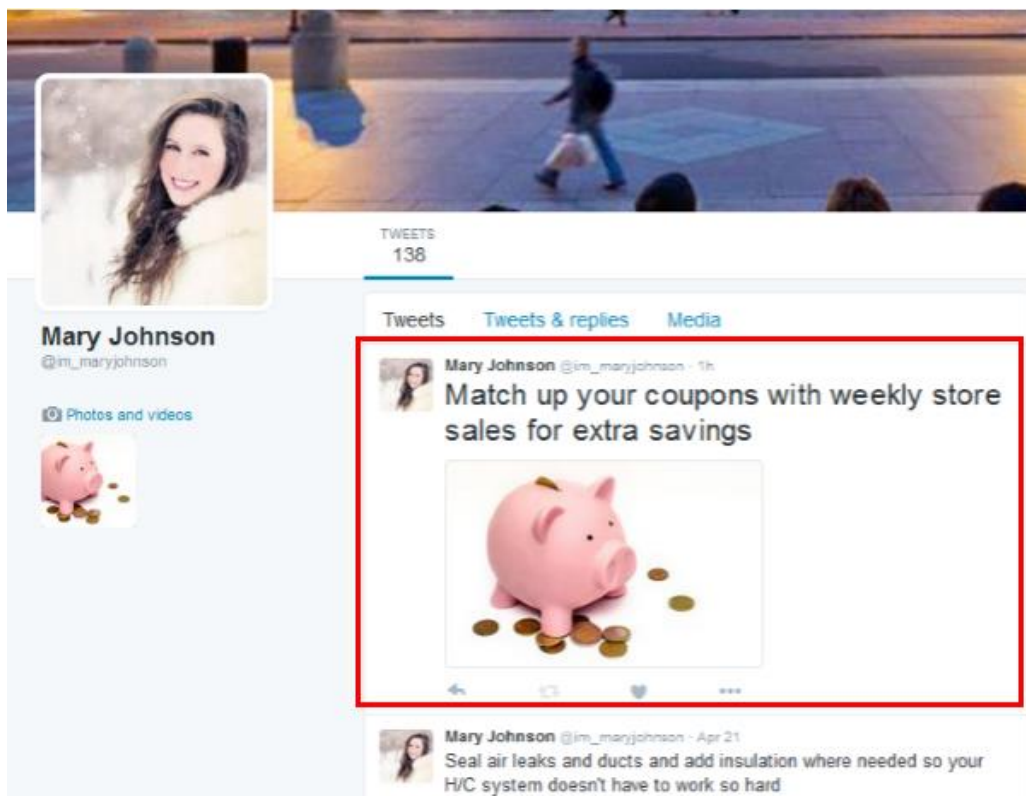 TWEETS
138
Tweets Tweets & replies Media
Mary Johnson
@im_maryjohnson
Photos and videos
Mary Johnson @im_maryjohnson · 1h
Match up your coupons with weekly store
sales for extra savings
Mary Johnson @im_maryjohnson · Apr 21
Seal air leaks and ducts and add insulation where needed so your
H/C system doesn't have to work so hard